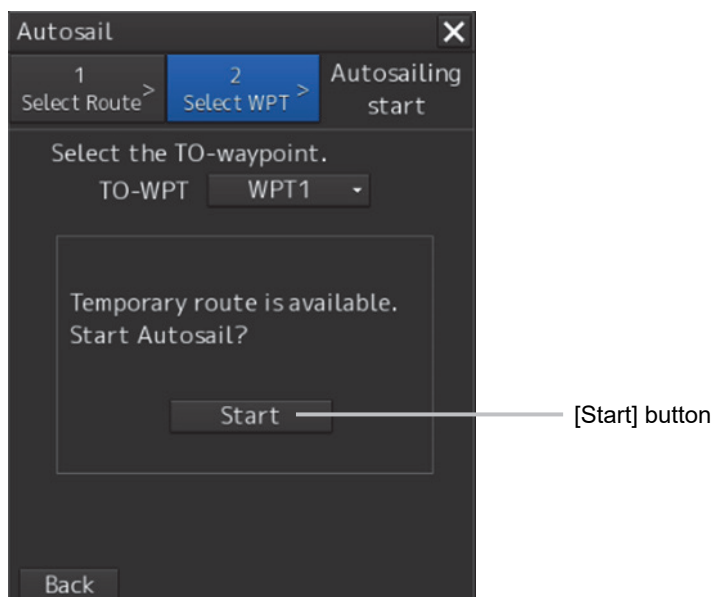 Autosail
1
Select Route >
2
Select WPT >
Autosailing
start
Select the TO-waypoint.
TO-WPT WPT1
Temporary route is available.
Start Autosail?
Start
[Start] button
Back